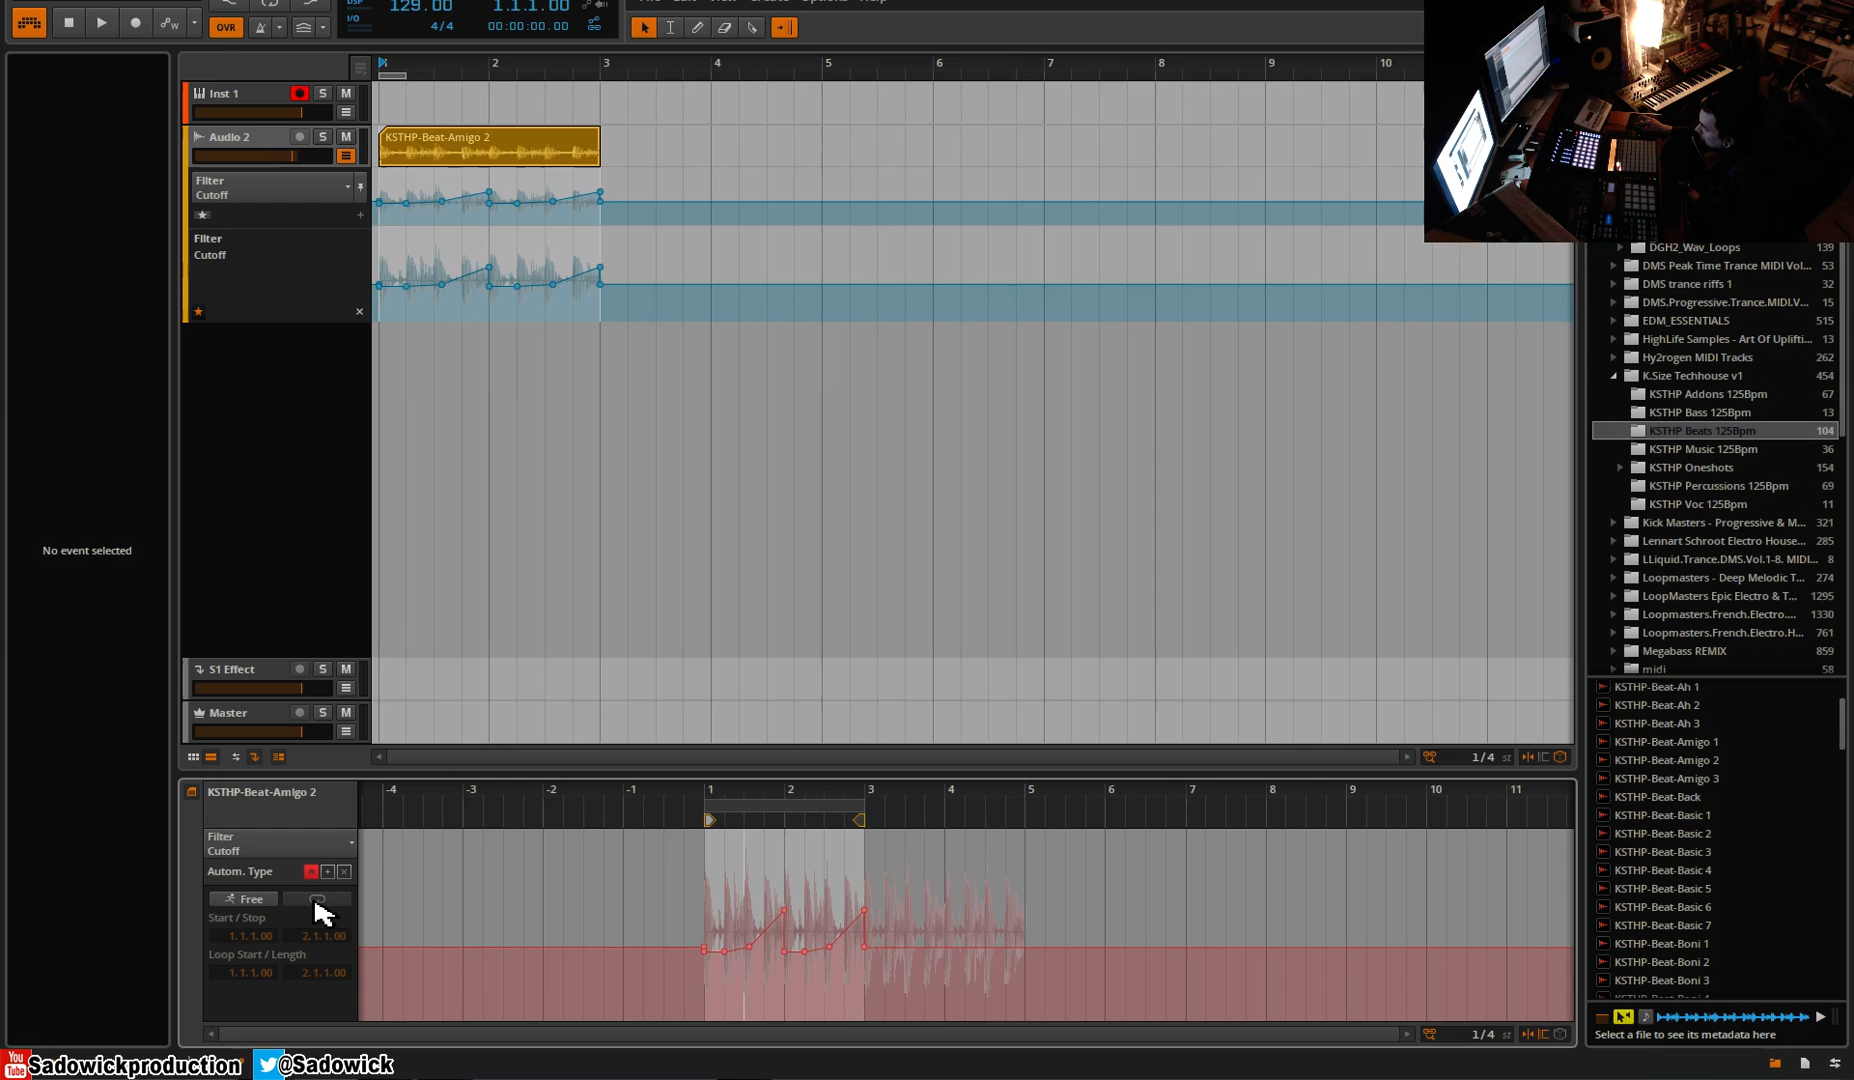 DSP
129.00
1.1.1.00
I/O
4/4
00:00:00.00
OVR
2
3
4
5
6
7
8
9
10
Inst 1
S
M
Audio 2
S
M
KSTHP-Beat-Amigo 2
Filter
Cutoff
Filter
Cutoff
No event selected
S1 Effect
S
M
Master
S
M
1/4
st
KSTHP-Beat-Amigo 2
-4
-3
-2
-1
1
2
3
4
5
6
7
8
9
10
11
Filter
Cutoff
Autom. Type
Free
Start / Stop
1.1.1.00
2.1.1.00
Loop Start / Length
1.1.1.00
2.1.1.00
1/4
st
DGH2_Wav_Loops 139
DMS Peak Time Trance MIDI Vol... 53
DMS trance riffs 1 32
DMS.Progressive.Trance.MIDI.V... 15
EDM_ESSENTIALS 515
HighLife Samples - Art Of Uplifti... 13
Hy2rogen MIDI Tracks 262
K.Size Techhouse v1 454
KSTHP Addons 125Bpm 67
KSTHP Bass 125Bpm 13
KSTHP Beats 125Bpm 104
KSTHP Music 125Bpm 36
KSTHP Oneshots 154
KSTHP Percussions 125Bpm 69
KSTHP Voc 125Bpm 11
Kick Masters - Progressive & M... 321
Lennart Schroot Electro House... 285
LLiquid.Trance.DMS.Vol.1-8. MIDI... 8
Loopmasters - Deep Melodic T... 274
LoopMasters Epic Electro & T... 1295
Loopmasters.French.Electro.... 1330
Loopmasters.French.Electro.H... 761
Megabass REMIX 859
midi 58
KSTHP-Beat-Ah 1
KSTHP-Beat-Ah 2
KSTHP-Beat-Ah 3
KSTHP-Beat-Amigo 1
KSTHP-Beat-Amigo 2
KSTHP-Beat-Amigo 3
KSTHP-Beat-Back
KSTHP-Beat-Basic 1
KSTHP-Beat-Basic 2
KSTHP-Beat-Basic 3
KSTHP-Beat-Basic 4
KSTHP-Beat-Basic 5
KSTHP-Beat-Basic 6
KSTHP-Beat-Basic 7
KSTHP-Beat-Boni 1
KSTHP-Beat-Boni 2
KSTHP-Beat-Boni 3
Select a file to see its metadata here
You
Tube
Sadowickproduction
@Sadowick